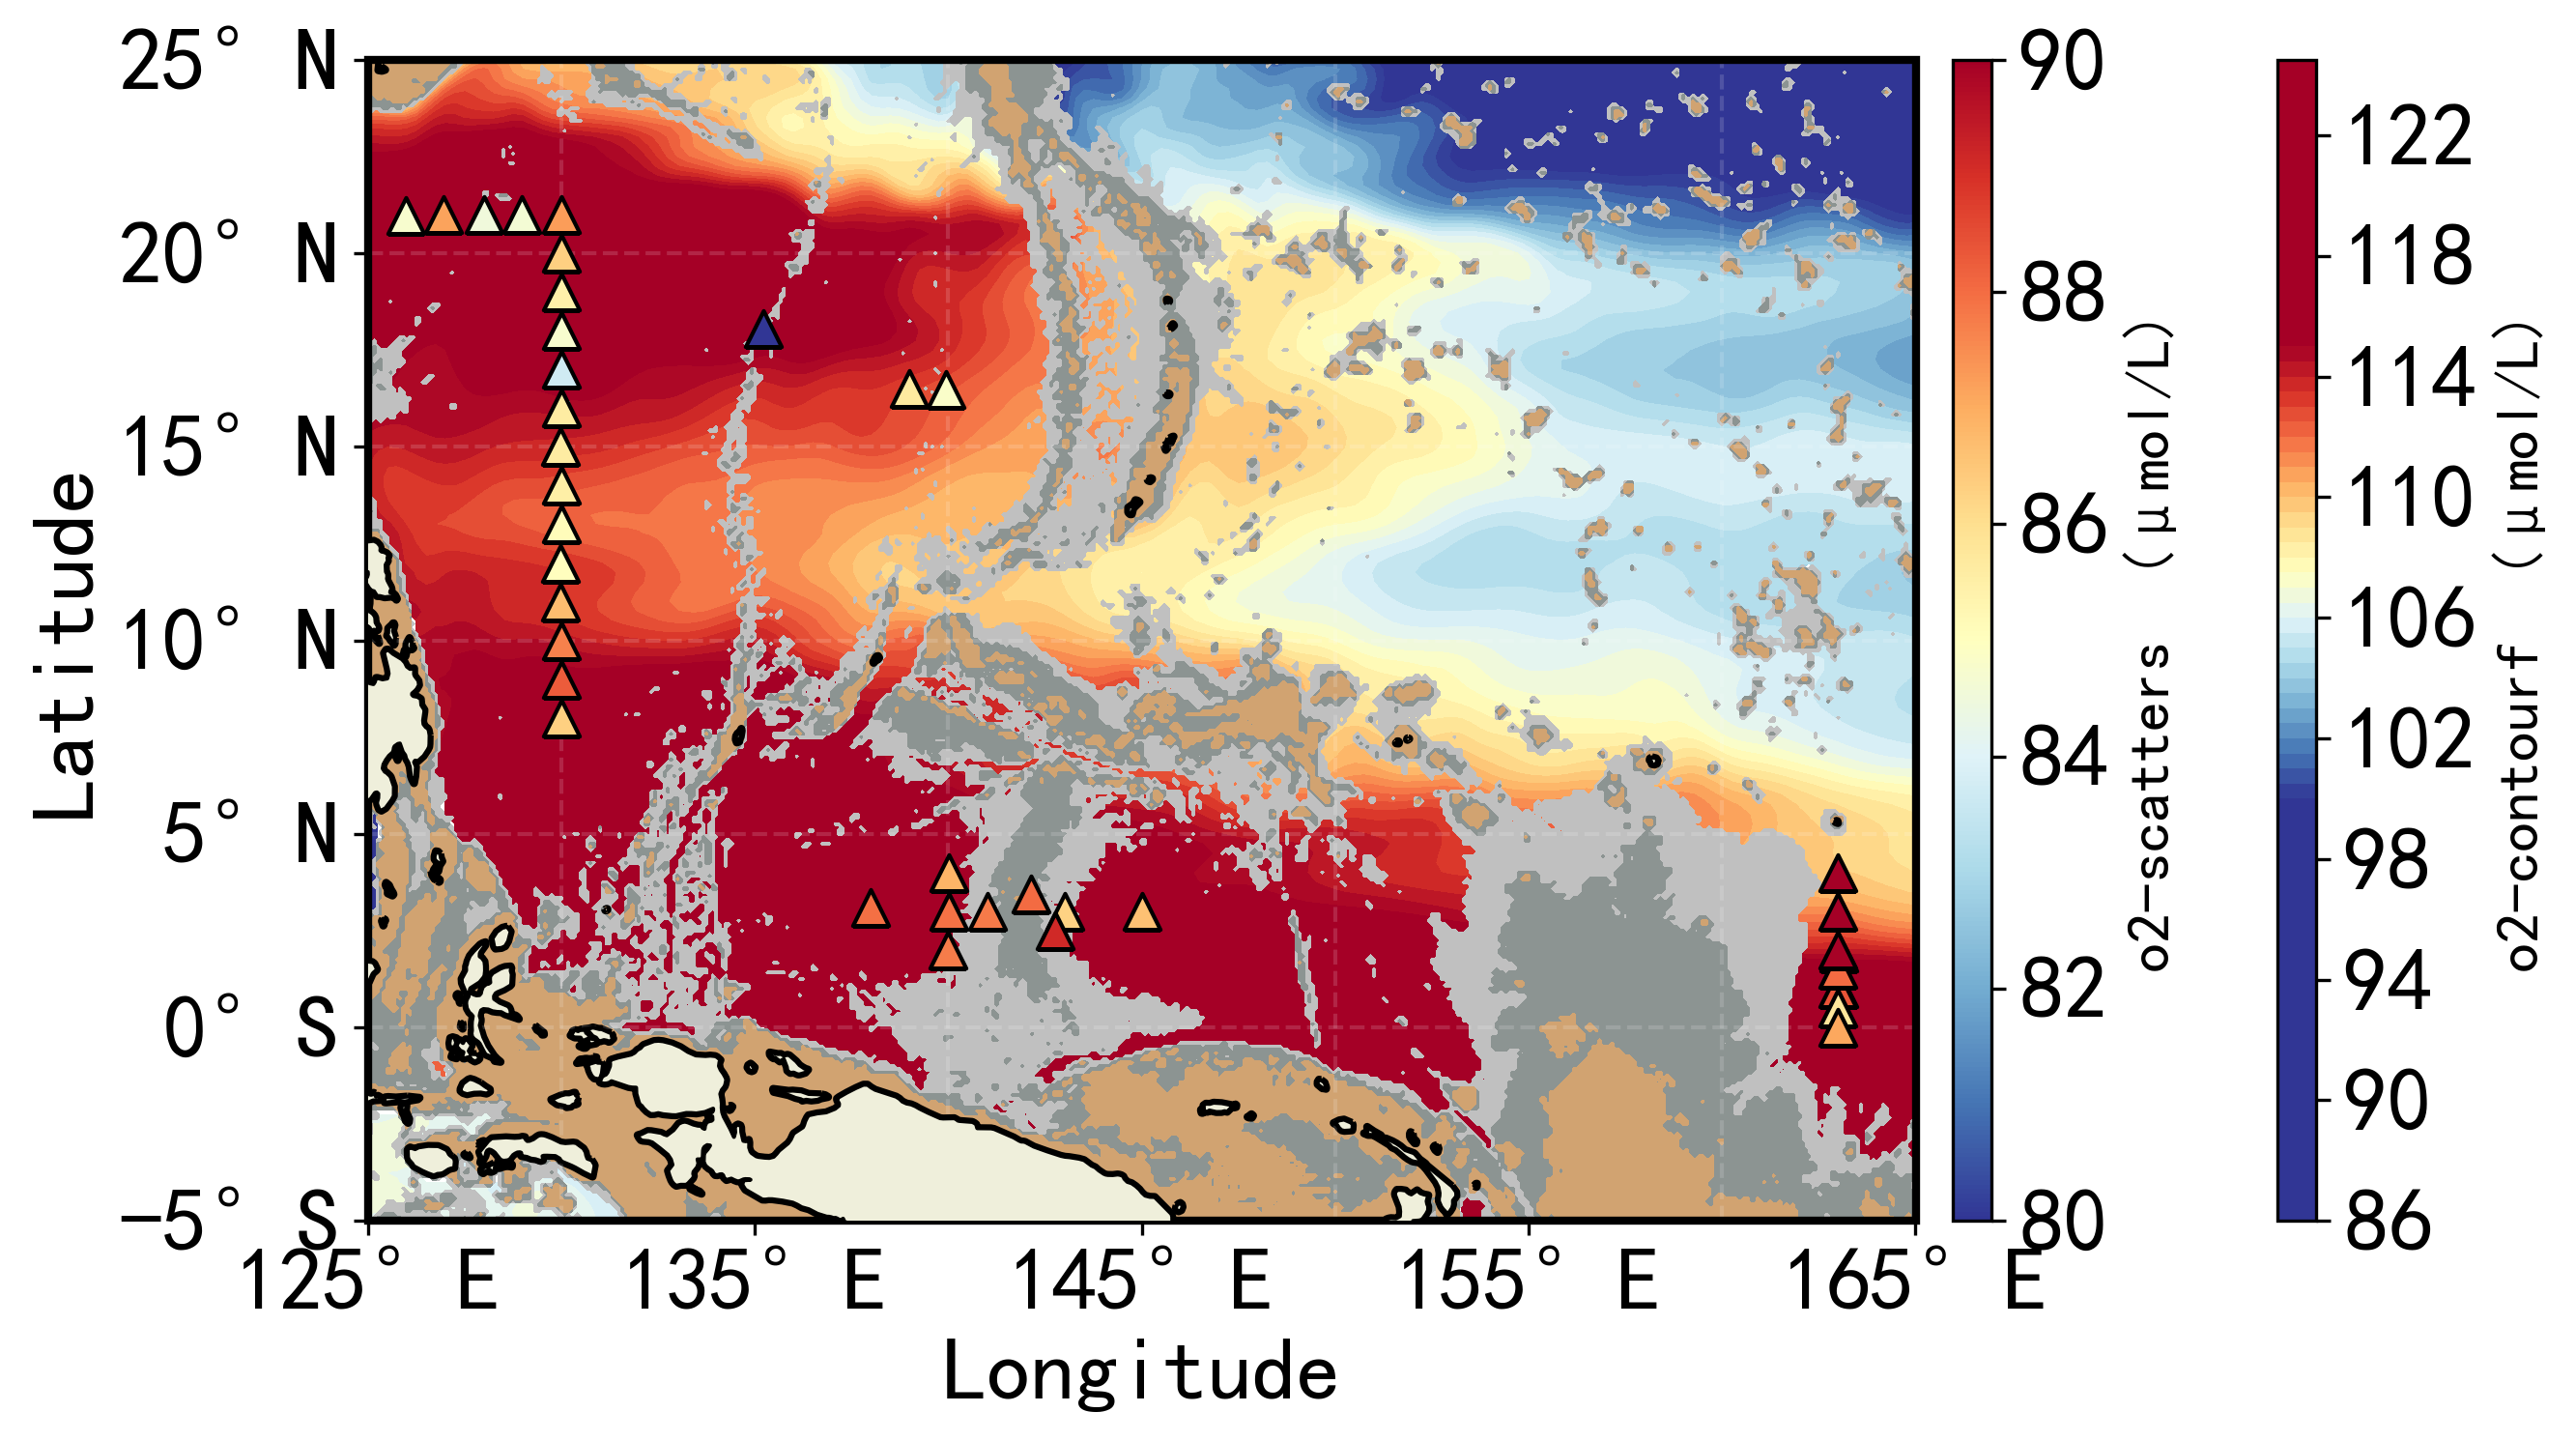 25° N
20° N
15° N
10° N
5° N
0° S
−5° S
Latitude
125° E
135° E
145° E
155° E
165° E
Longitude
90
88
86
84
82
80
o2-scatters (μmol/L)
122
118
114
110
106
102
98
94
90
86
o2-contourf (μmol/L)